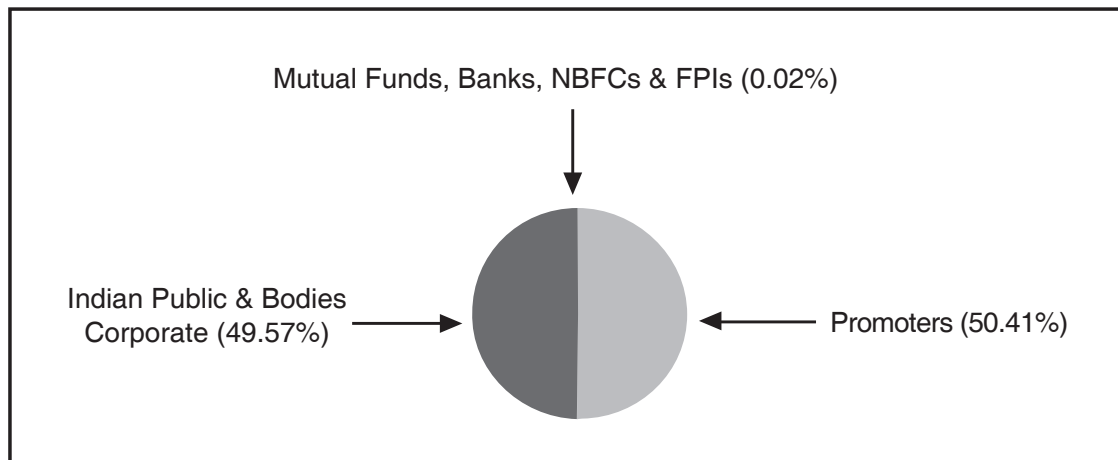 Mutual Funds, Banks, NBFCs & FPIs (0.02%)
Indian Public & Bodies
Corporate (49.57%)
Promoters (50.41%)